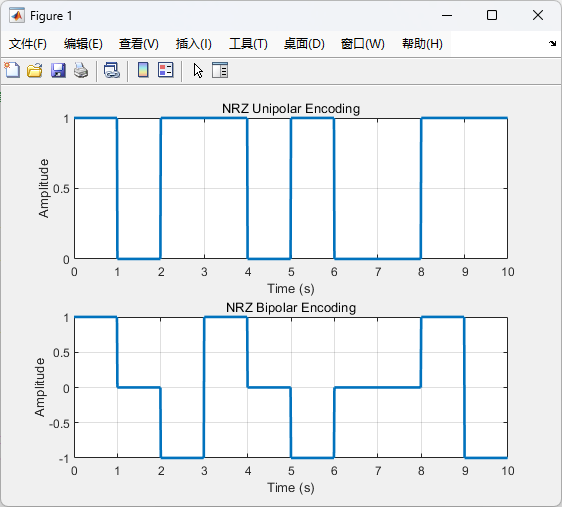 Figure 1
文件(F) 编辑(E) 查看(V) 插入(I) 工具(T) 桌面(D) 窗口(W) 帮助(H)
NRZ Unipolar Encoding
1
0.5
0
Amplitude
0 1 2 3 4 5 6 7 8 9 10
Time (s)
NRZ Bipolar Encoding
1
0.5
0
-0.5
-1
Amplitude
0 1 2 3 4 5 6 7 8 9 10
Time (s)